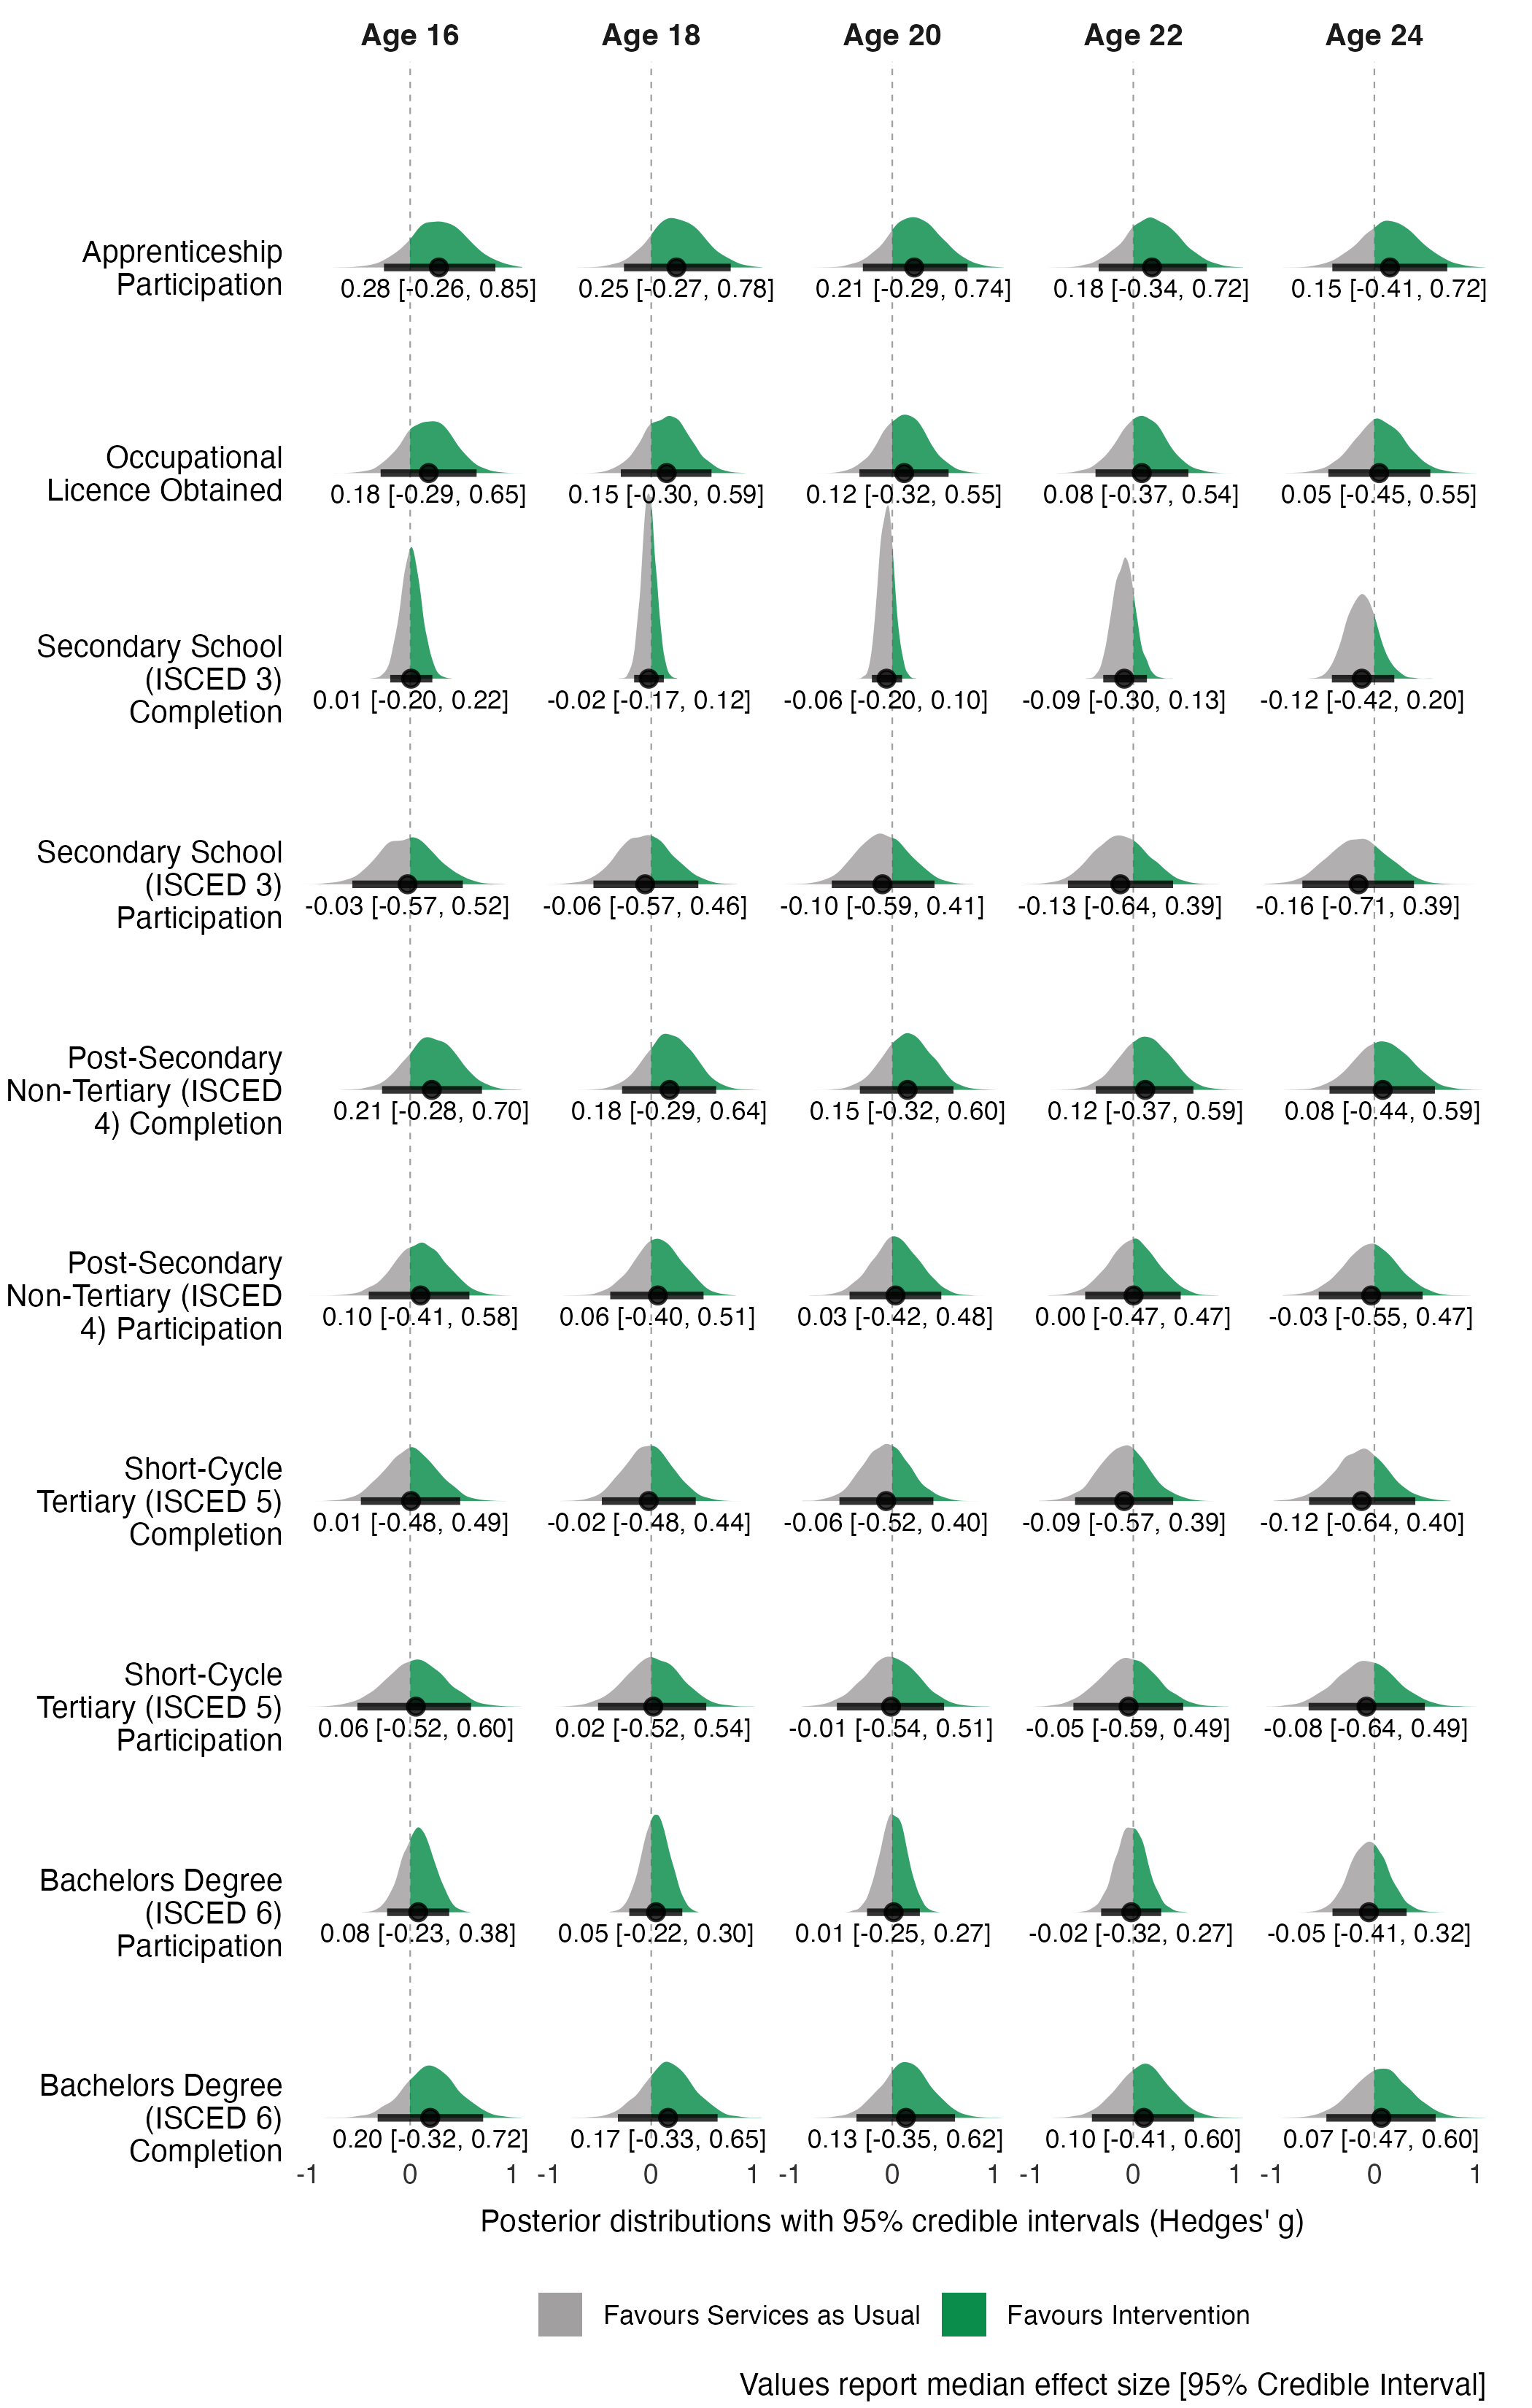 Age 16 Age 18 Age 20 Age 22 Age 24
Apprenticeship
Participation
0.28 [-0.26, 0.85] 0.25 [-0.27, 0.78] 0.21 [-0.29, 0.74] 0.18 [-0.34, 0.72] 0.15 [-0.41, 0.72]
Occupational
Licence Obtained
0.18 [-0.29, 0.65] 0.15 [-0.30, 0.59] 0.12 [-0.32, 0.55] 0.08 [-0.37, 0.54] 0.05 [-0.45, 0.55]
Secondary School
(ISCED 3)
Completion
0.01 [-0.20, 0.22] -0.02 [-0.17, 0.12] -0.06 [-0.20, 0.10] -0.09 [-0.30, 0.13] -0.12 [-0.42, 0.20]
Secondary School
(ISCED 3)
Participation
-0.03 [-0.57, 0.52] -0.06 [-0.57, 0.46] -0.10 [-0.59, 0.41] -0.13 [-0.64, 0.39] -0.16 [-0.71, 0.39]
Post-Secondary
Non-Tertiary (ISCED
4) Completion
0.21 [-0.28, 0.70] 0.18 [-0.29, 0.64] 0.15 [-0.32, 0.60] 0.12 [-0.37, 0.59] 0.08 [-0.44, 0.59]
Post-Secondary
Non-Tertiary (ISCED
4) Participation
0.10 [-0.41, 0.58] 0.06 [-0.40, 0.51] 0.03 [-0.42, 0.48] 0.00 [-0.47, 0.47] -0.03 [-0.55, 0.47]
Short-Cycle
Tertiary (ISCED 5)
Completion
0.01 [-0.48, 0.49] -0.02 [-0.48, 0.44] -0.06 [-0.52, 0.40] -0.09 [-0.57, 0.39] -0.12 [-0.64, 0.40]
Short-Cycle
Tertiary (ISCED 5)
Participation
0.06 [-0.52, 0.60] 0.02 [-0.52, 0.54] -0.01 [-0.54, 0.51] -0.05 [-0.59, 0.49] -0.08 [-0.64, 0.49]
Bachelors Degree
(ISCED 6)
Participation
0.08 [-0.23, 0.38] 0.05 [-0.22, 0.30] 0.01 [-0.25, 0.27] -0.02 [-0.32, 0.27] -0.05 [-0.41, 0.32]
Bachelors Degree
(ISCED 6)
Completion
0.20 [-0.32, 0.72] 0.17 [-0.33, 0.65] 0.13 [-0.35, 0.62] 0.10 [-0.41, 0.60] 0.07 [-0.47, 0.60]
-1 0 1 -1 0 1 -1 0 1 -1 0 1 -1 0 1
Posterior distributions with 95% credible intervals (Hedges' g)
Favours Services as Usual Favours Intervention
Values report median effect size [95% Credible Interval]